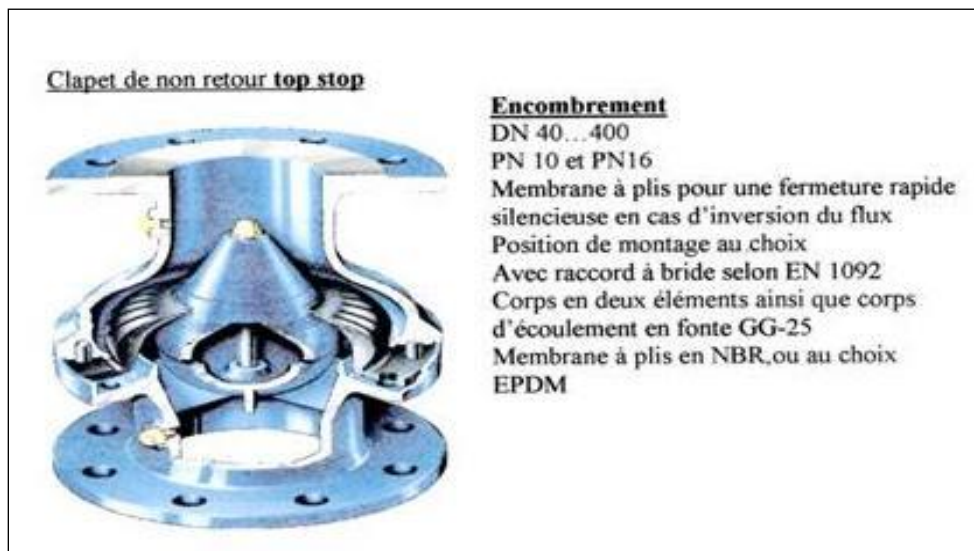 Clapet de non retour top stop
Encombrement
DN 40...400
PN 10 et PN16
Membrane à plis pour une fermeture rapide
silencieuse en cas d'inversion du flux
Position de montage au choix
Avec raccord à bride selon EN 1092
Corps en deux éléments ainsi que corps
d'écoulement en fonte GG-25
Membrane à plis en NBR,ou au choix
EPDM